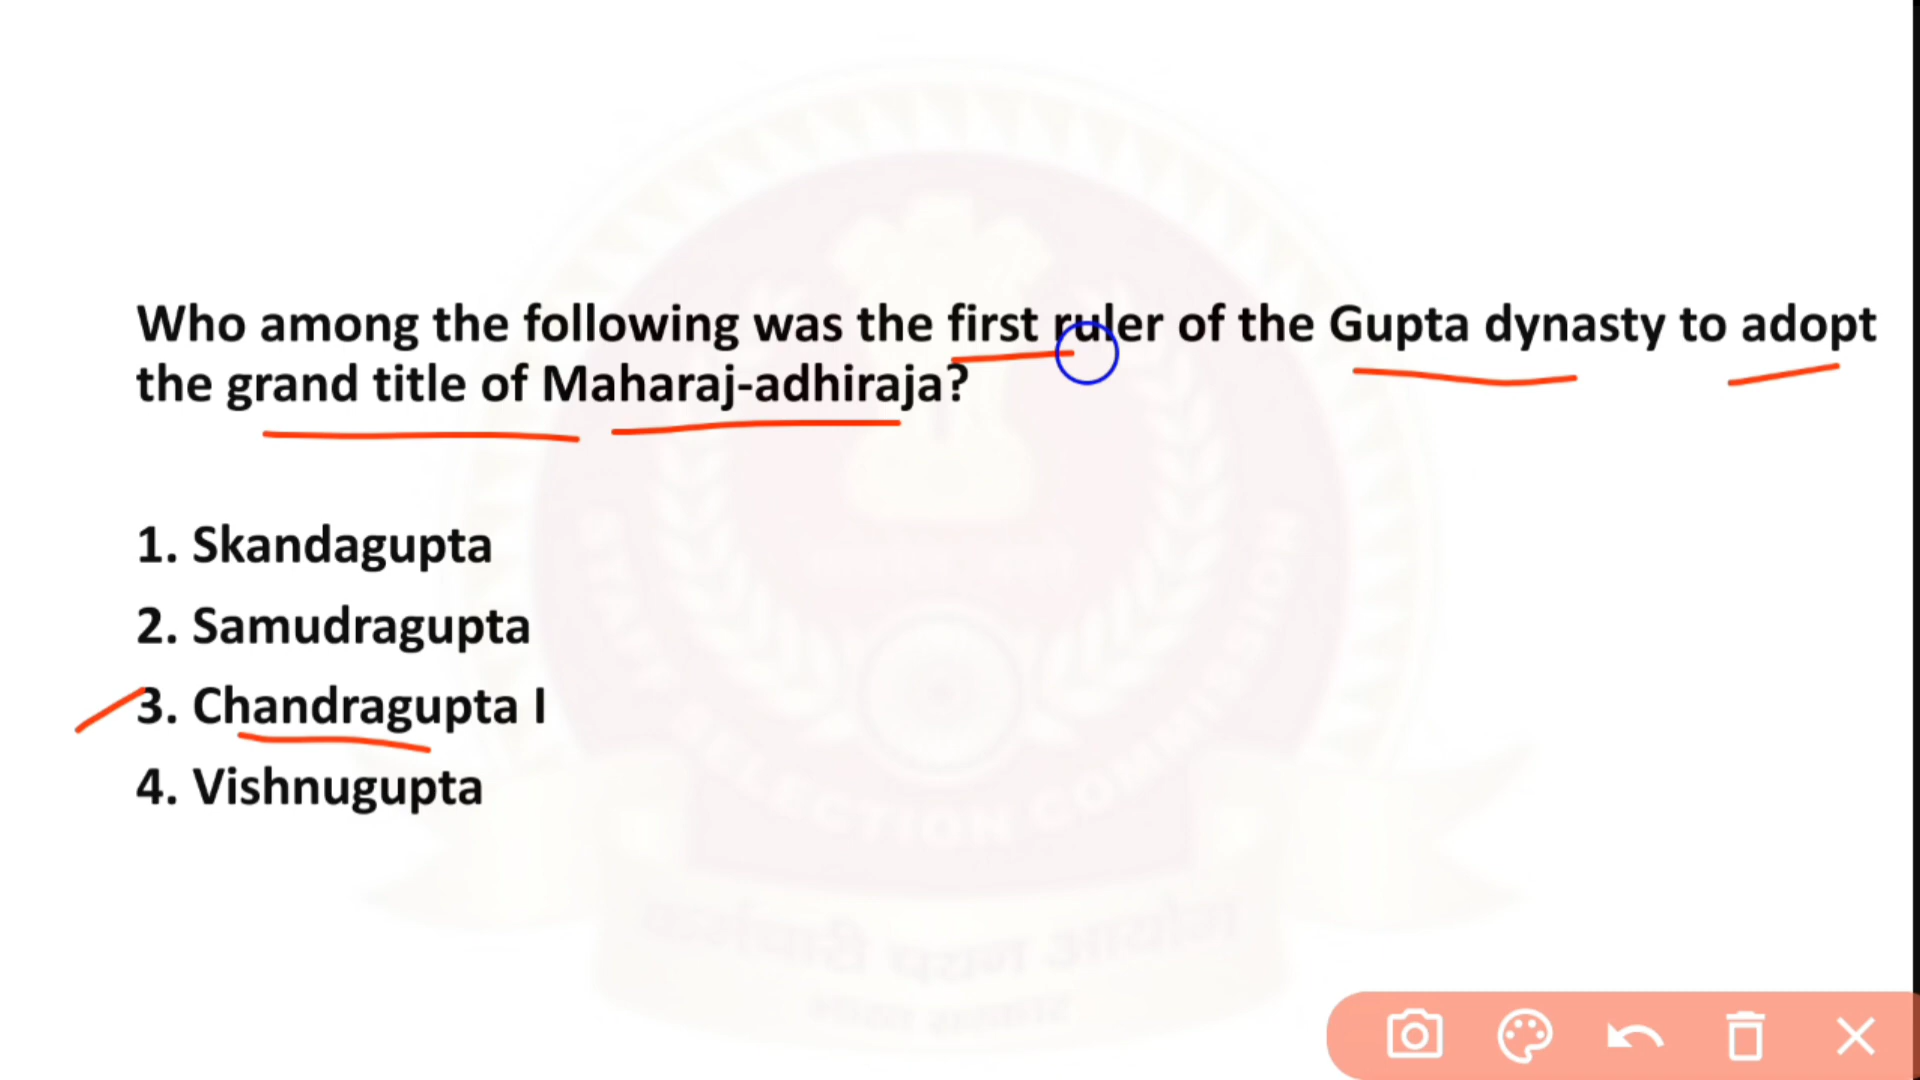 Who among the following was the first ruler of the Gupta dynasty to adopt
the grand title of Maharaj-adhiraja?
1. Skandagupta
2. Samudragupta
3. Chandragupta I
4. Vishnugupta